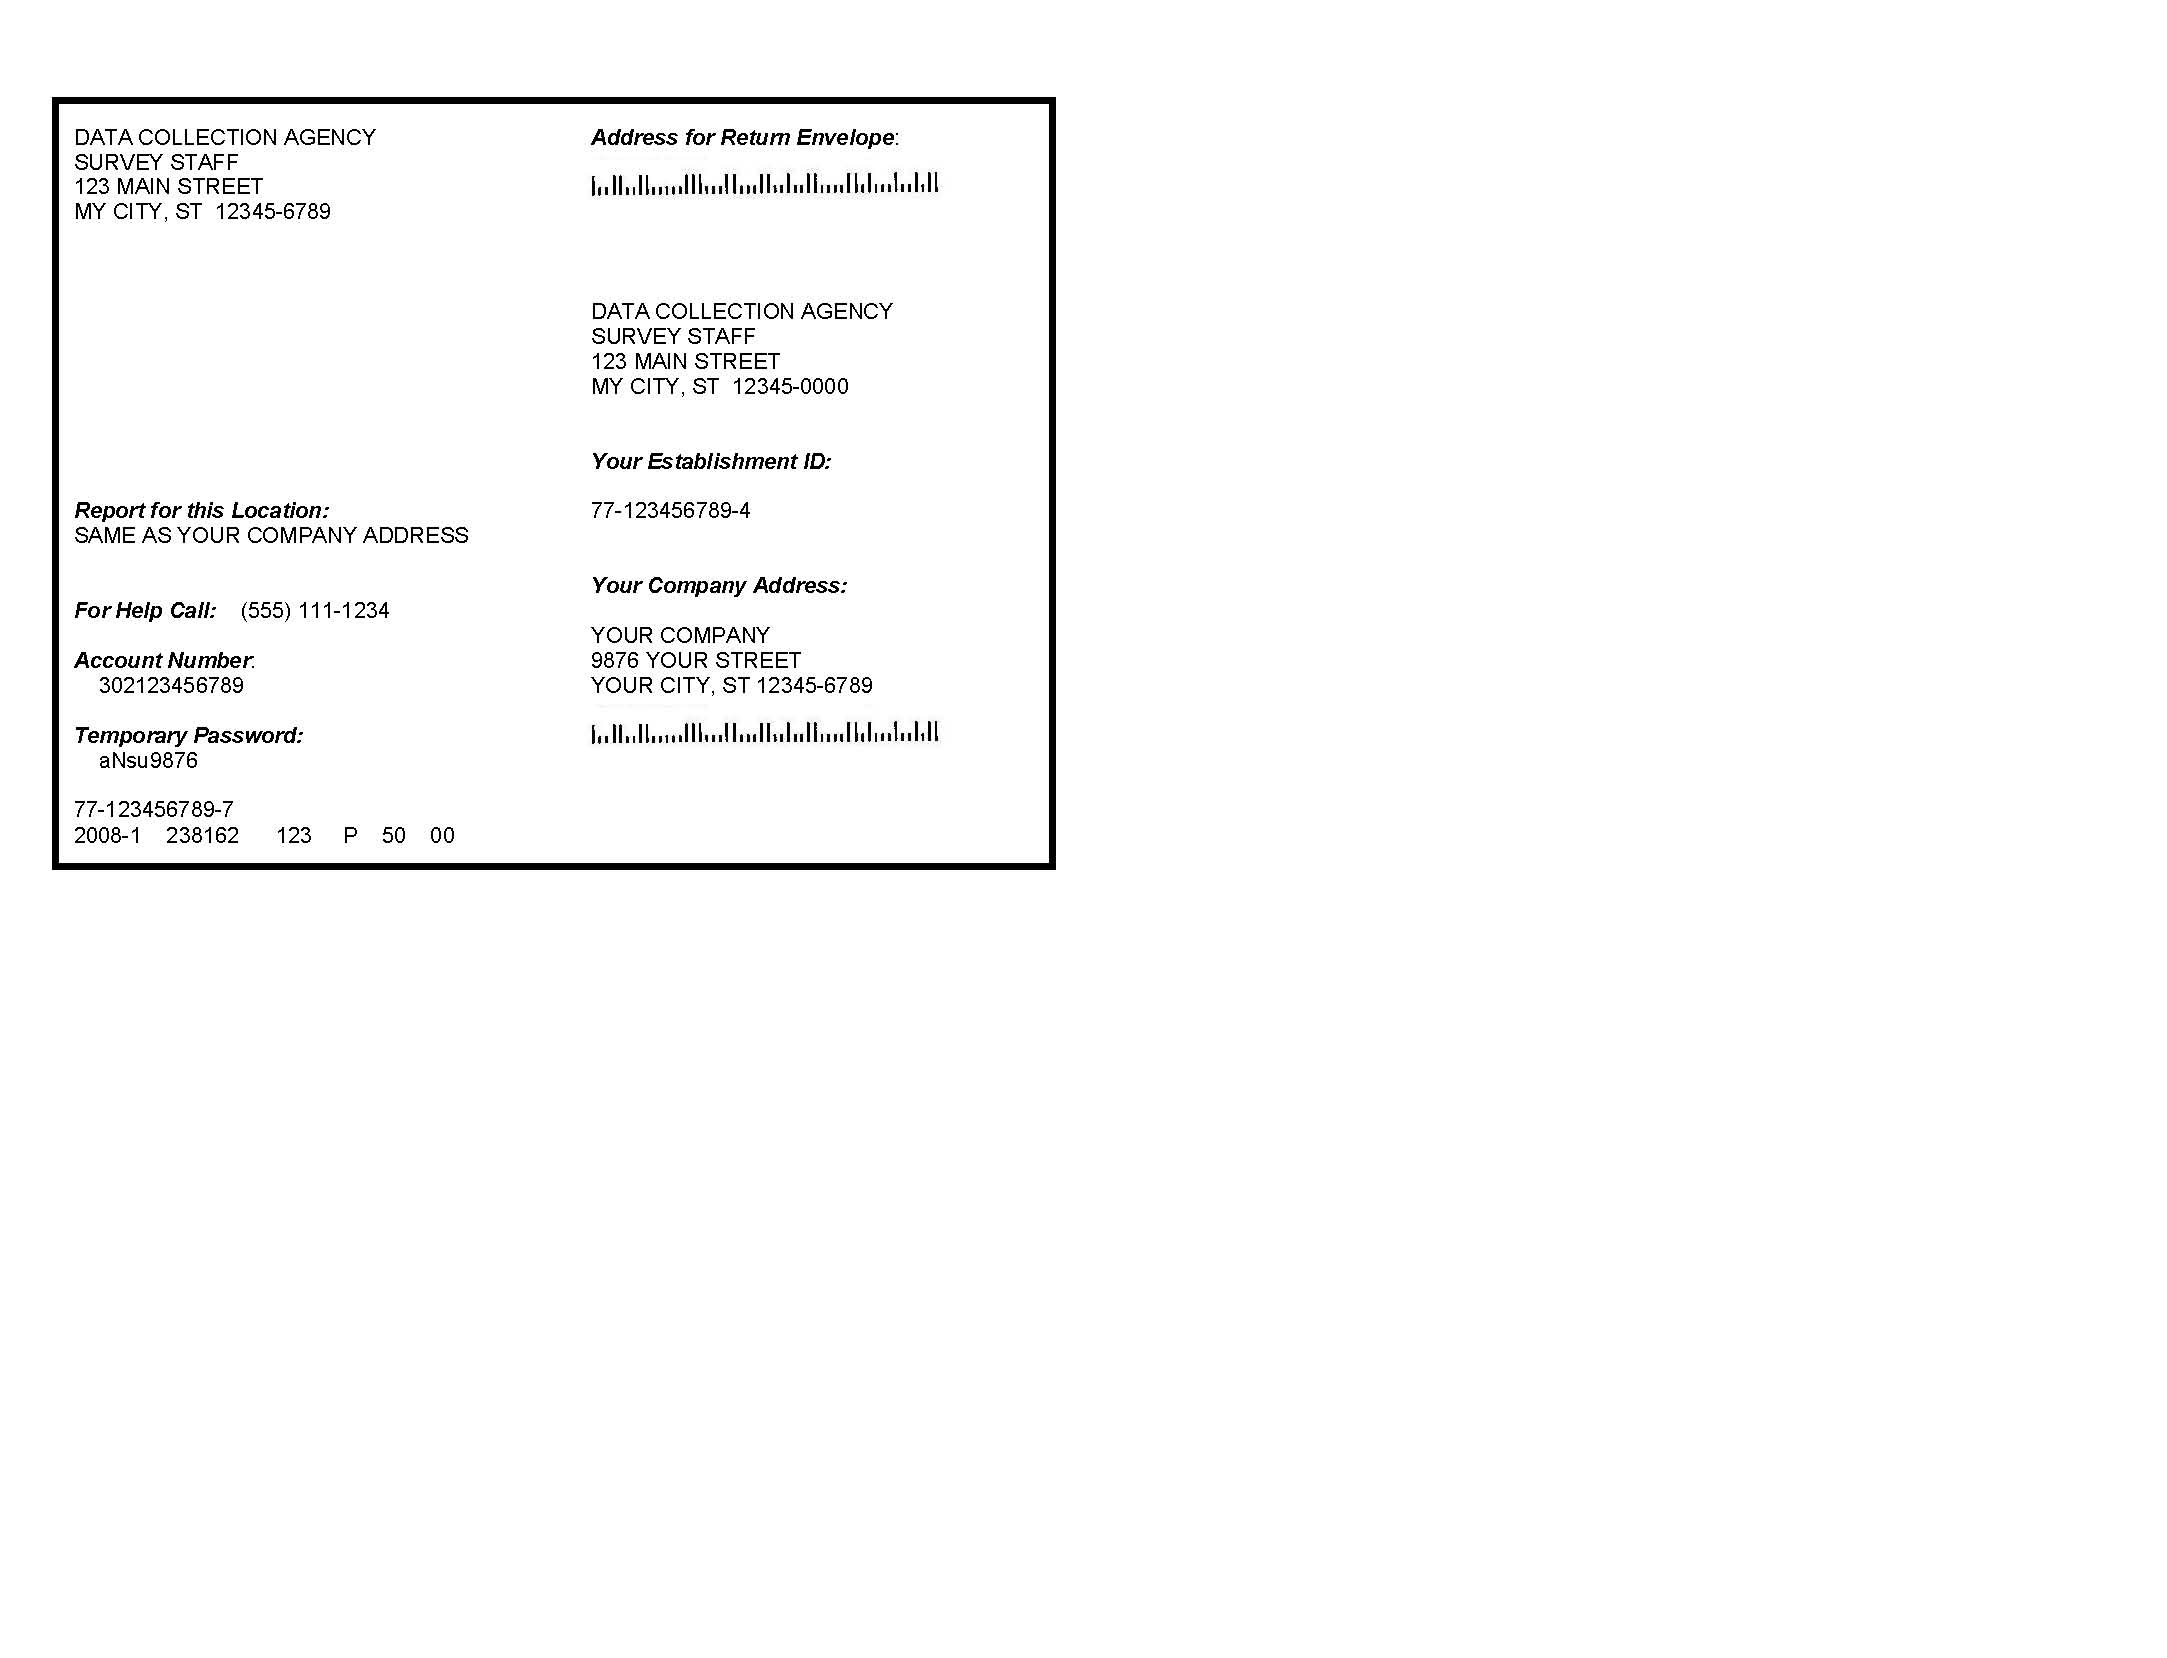 DATA COLLECTION AGENCY
SURVEY STAFF
123 MAIN STREET
MY CITY, ST 12345-6789
Report for this Location:
SAME AS YOUR COMPANY ADDRESS
For Help Call: (555) 111-1234
Account Number:
302123456789
Temporary Password:
aNsu9876
77-123456789-7
2008-1 238162 123 P 50 00
Address for Return Envelope:
DATA COLLECTION AGENCY
SURVEY STAFF
123 MAIN STREET
MY CITY, ST 12345-0000
Your Establishment ID:
77-123456789-4
Your Company Address:
YOUR COMPANY
9876 YOUR STREET
YOUR CITY, ST 12345-6789